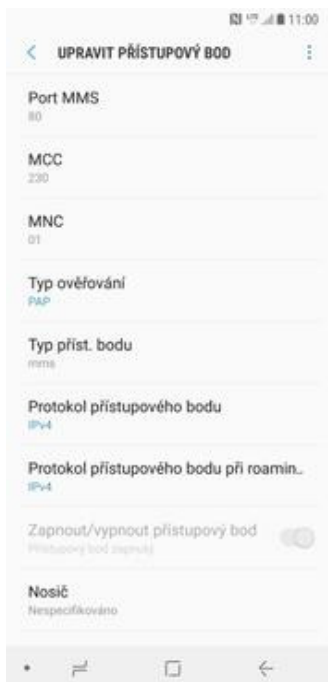 11:00
UPRAVIT PŘÍSTUPOVÝ BOD
Port MMS
80
MCC
230
MNC
01
Typ ověřování
PAP
Typ příst. bodu
mms
Protokol přístupového bodu
IPv4
Protokol přístupového bodu při roamin..
IPv4
Zapnout/vypnout přístupový bod
Přístupový bod zapnutý
Nosič
Nespecifikováno